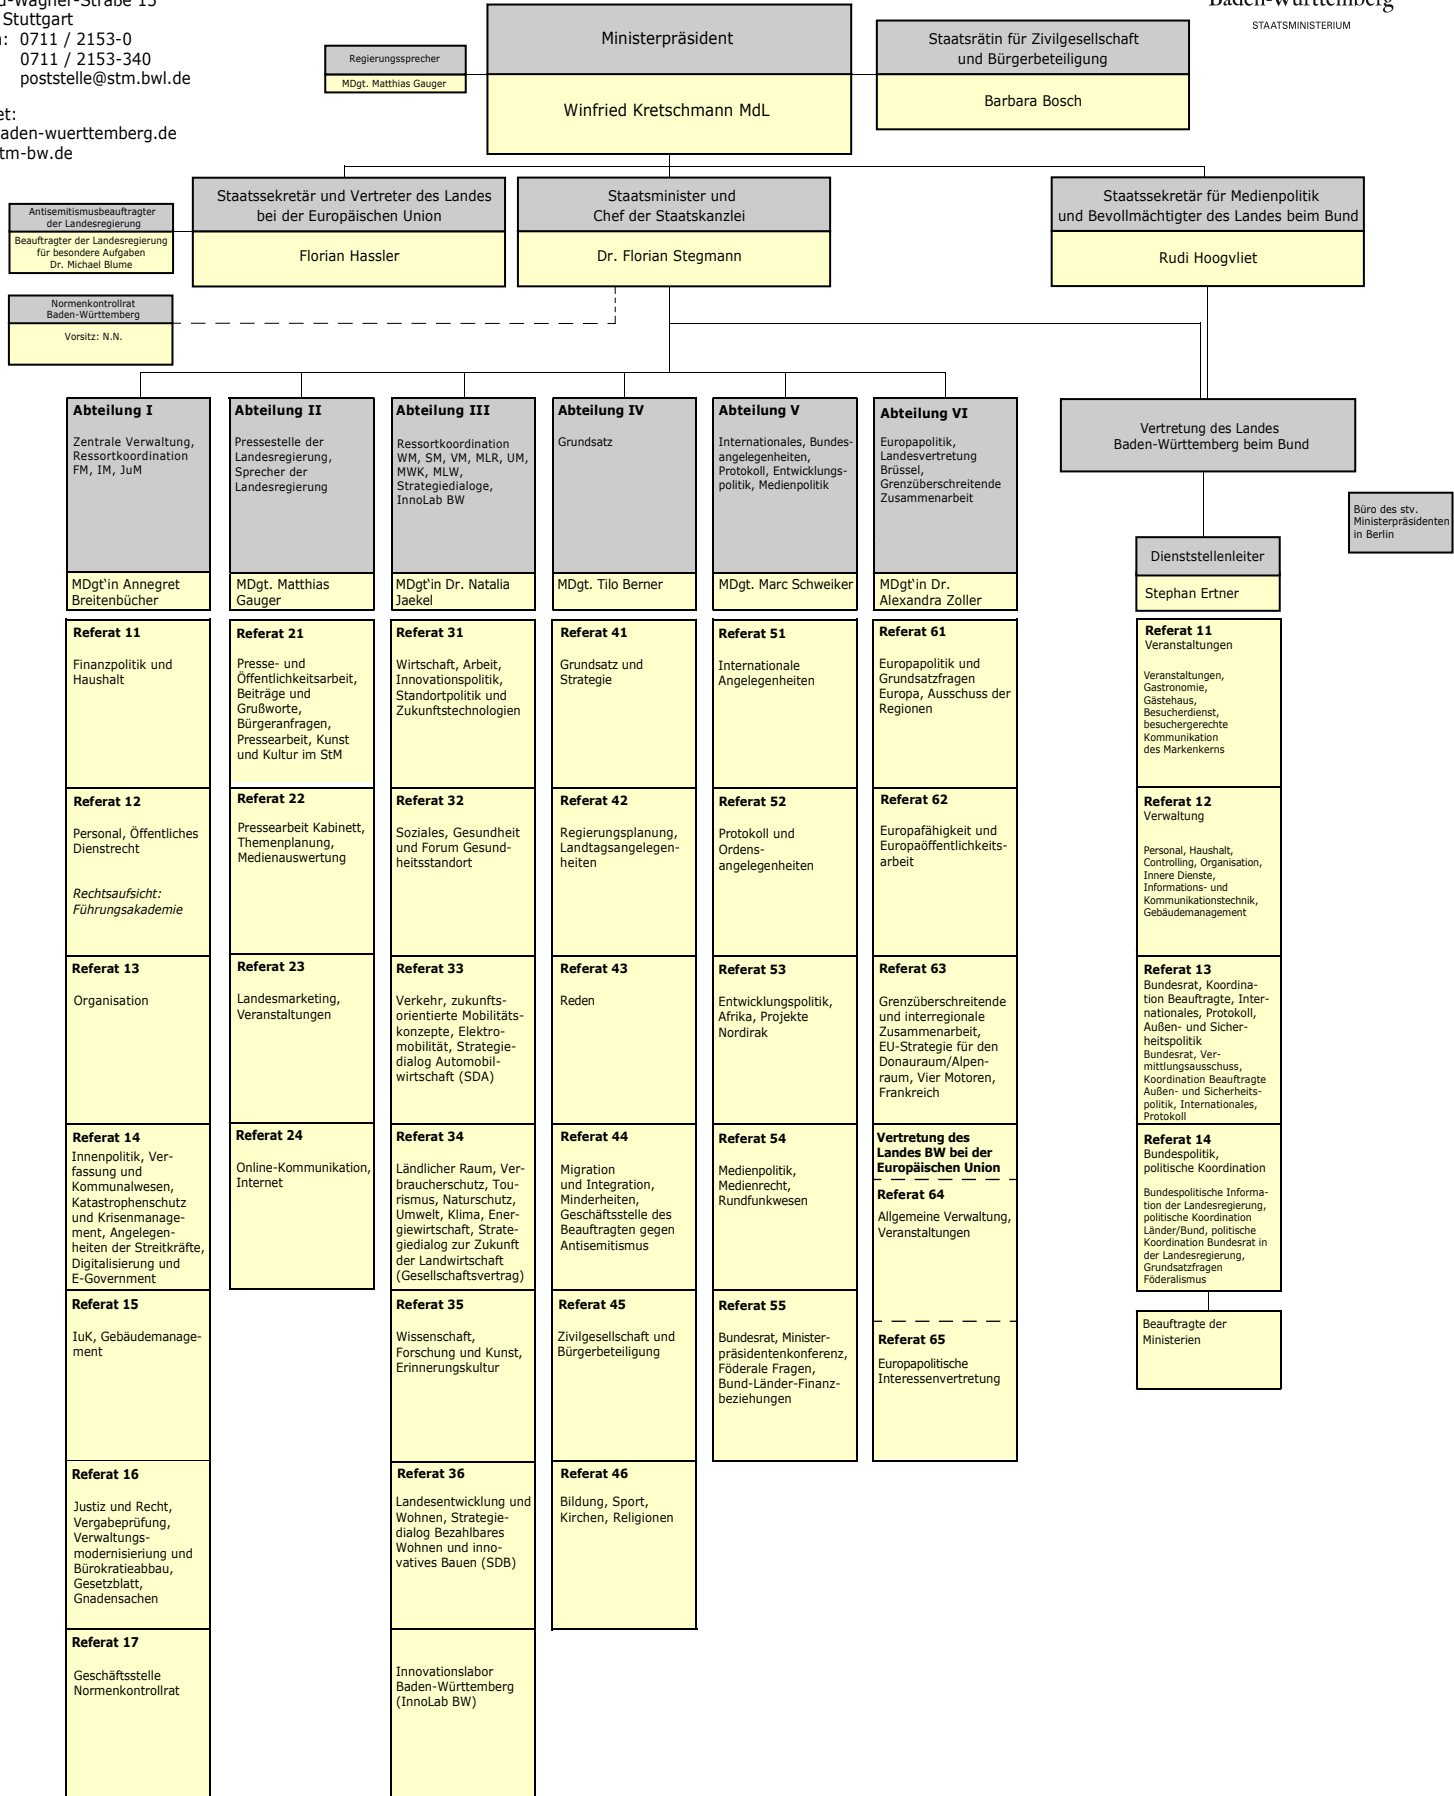 Stuttgart
0711 / 2153-0
0711 / 2153-340
poststelle@stm.bwl.de
Baden-Württemberg
STAATSMINISTERIUM
Ministerpräsident
Winfried Kretschmann MdL
Regierungssprecher
MDgt. Matthias Gauger
Staatsrätin für Zivilgesellschaft
und Bürgerbeteiligung
Barbara Bosch
Staatssekretär und Vertreter des Landes
bei der Europäischen Union
Florian Hassler
Staatsminister und
Chef der Staatskanzlei
Dr. Florian Stegmann
Staatssekretär für Medienpolitik
und Bevollmächtigter des Landes beim Bund
Rudi Hoogvliet
Antisemitismusbeauftragter
der Landesregierung
Beauftragter der Landesregierung
für besondere Aufgaben
Dr. Michael Blume
Normenkontrollrat
Baden-Württemberg
Vorsitz: N.N.
Abteilung I
Zentrale Verwaltung,
Ressortkoordination
FM, IM, JuM
MDgt‘in Annegret
Breitenbücher
Referat 11
Finanzpolitik und
Haushalt
Referat 12
Personal, Öffentliches
Dienstrecht
Rechtsaufsicht:
Führungsakademie
Referat 13
Organisation
Referat 14
Innenpolitik, Ver-
fassung und
Kommunalwesen,
Katastrophenschutz
und Krisenmanage-
ment, Angelegen-
heiten der Streitkräfte,
Digitalisierung und
E-Government
Referat 15
IuK, Gebäudemanage-
ment
Referat 16
Justiz und Recht,
Vergabeprüfung,
Verwaltungs-
modernisieriung und
Bürokratieabbau,
Gesetzblatt,
Gnadensachen
Referat 17
Geschäftsstelle
Normenkontrollrat
Abteilung II
Pressestelle der
Landesregierung,
Sprecher der
Landesregierung
MDgt. Matthias
Gauger
Referat 21
Presse- und
Öffentlichkeitsarbeit,
Beiträge und
Grußworte,
Bürgeranfragen,
Pressearbeit, Kunst
und Kultur im StM
Referat 22
Pressearbeit Kabinett,
Themenplanung,
Medienauswertung
Referat 23
Landesmarketing,
Veranstaltungen
Referat 24
Online-Kommunikation,
Internet
Abteilung III
Ressortkoordination
WM, SM, VM, MLR, UM,
MWK, MLW,
Strategiedialoge,
InnoLab BW
MDgt‘in Dr. Natalia
Jaekel
Referat 31
Wirtschaft, Arbeit,
Innovationspolitik,
Standortpolitik und
Zukunftstechnologien
Referat 32
Soziales, Gesundheit
und Forum Gesund-
heitsstandort
Referat 33
Verkehr, zukunfts-
orientierte Mobilitäts-
konzepte, Elektro-
mobilität, Strategie-
dialog Automobil-
wirtschaft (SDA)
Referat 34
Ländlicher Raum, Ver-
braucherschutz, Tou-
rismus, Naturschutz,
Umwelt, Klima, Ener-
giewirtschaft, Strate-
giedialog zur Zukunft
der Landwirtschaft
(Gesellschaftsvertrag)
Referat 35
Wissenschaft,
Forschung und Kunst,
Erinnerungskultur
Referat 36
Landesentwicklung und
Wohnen, Strategie-
dialog Bezahlbares
Wohnen und inno-
vatives Bauen (SDB)
Innovationslabor
Baden-Württemberg
(InnoLab BW)
Abteilung IV
Grundsatz
MDgt. Tilo Berner
Referat 41
Grundsatz und
Strategie
Referat 42
Regierungsplanung,
Landtagsangelegen-
heiten
Referat 43
Reden
Referat 44
Migration
und Integration,
Minderheiten,
Geschäftsstelle des
Beauftragten gegen
Antisemitismus
Referat 45
Zivilgesellschaft und
Bürgerbeteiligung
Referat 46
Bildung, Sport,
Kirchen, Religionen
Abteilung V
Internationales, Bundes-
angelegenheiten,
Protokoll, Entwicklungs-
politik, Medienpolitik
MDgt. Marc Schweiker
Referat 51
Internationale
Angelegenheiten
Referat 52
Protokoll und
Ordens-
angelegenheiten
Referat 53
Entwicklungspolitik,
Afrika, Projekte
Nordirak
Referat 54
Medienpolitik,
Medienrecht,
Rundfunkwesen
Referat 55
Bundesrat, Minister-
präsidentenkonferenz,
Föderale Fragen,
Bund-Länder-Finanz-
beziehungen
Abteilung VI
Europapolitik,
Landesvertretung
Brüssel,
Grenzüberschreitende
Zusammenarbeit
MDgt‘in Dr.
Alexandra Zoller
Referat 61
Europapolitik und
Grundsatzfragen
Europa, Ausschuss der
Regionen
Referat 62
Europafähigkeit und
Europaöffentlichkeits-
arbeit
Referat 63
Grenzüberschreitende
und interregionale
Zusammenarbeit,
EU-Strategie für den
Donauraum/Alpen-
raum, Vier Motoren,
Frankreich
Vertretung des
Landes BW bei der
Europäischen Union
Referat 64
Allgemeine Verwaltung,
Veranstaltungen
Referat 65
Europapolitische
Interessenvertretung
Vertretung des Landes
Baden-Württemberg beim Bund
Büro des stv.
Ministerpräsidenten
in Berlin
Dienststellenleiter
Stephan Ertner
Referat 11
Veranstaltungen
Veranstaltungen,
Gastronomie,
Gästehaus,
Besucherdienst,
besuchergerechte
Kommunikation
des Markenkerns
Referat 12
Verwaltung
Personal, Haushalt,
Controlling, Organisation,
Innere Dienste,
Informations- und
Kommunikationstechnik,
Gebäudemanagement
Referat 13
Bundesrat, Koordina-
tion Beauftragte, Inter-
nationales, Protokoll,
Außen- und Sicher-
heitspolitik
Bundesrat, Ver-
mittlungsausschuss,
Koordination Beauftragte
Außen- und Sicherheits-
politik, Internationales,
Protokoll
Referat 14
Bundespolitik,
politische Koordination
Bundespolitische Informa-
tion der Landesregierung,
politische Koordination
Länder/Bund, politische
Koordination Bundesrat in
der Landesregierung,
Grundsatzfragen
Föderalismus
Beauftragte der
Ministerien